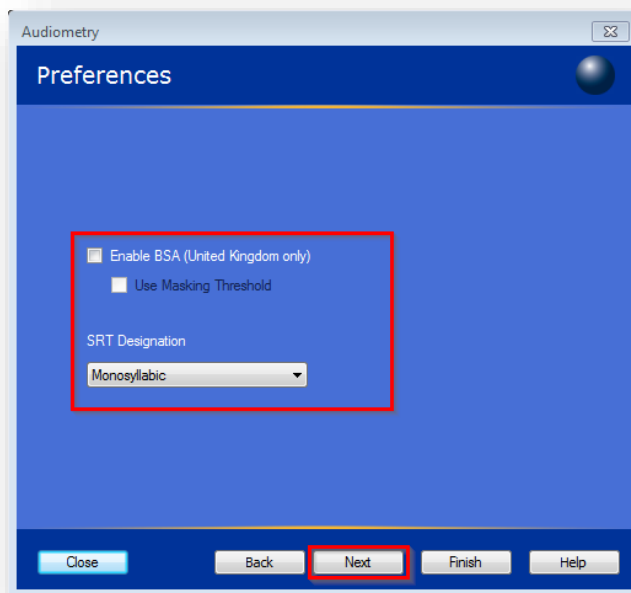 Audiometry
Preferences
Enable BSA (United Kingdom only)
Use Masking Threshold
SRT Designation
Monosyllabic
Close Back Next Finish Help